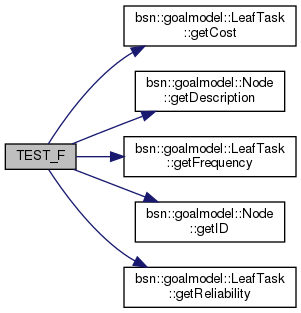 bsn::goalmodel::LeafTask
::getCost
bsn::goalmodel::Node
::getDescription
TEST_F
bsn::goalmodel::LeafTask
::getFrequency
bsn::goalmodel::Node
::getID
bsn::goalmodel::LeafTask
::getReliability